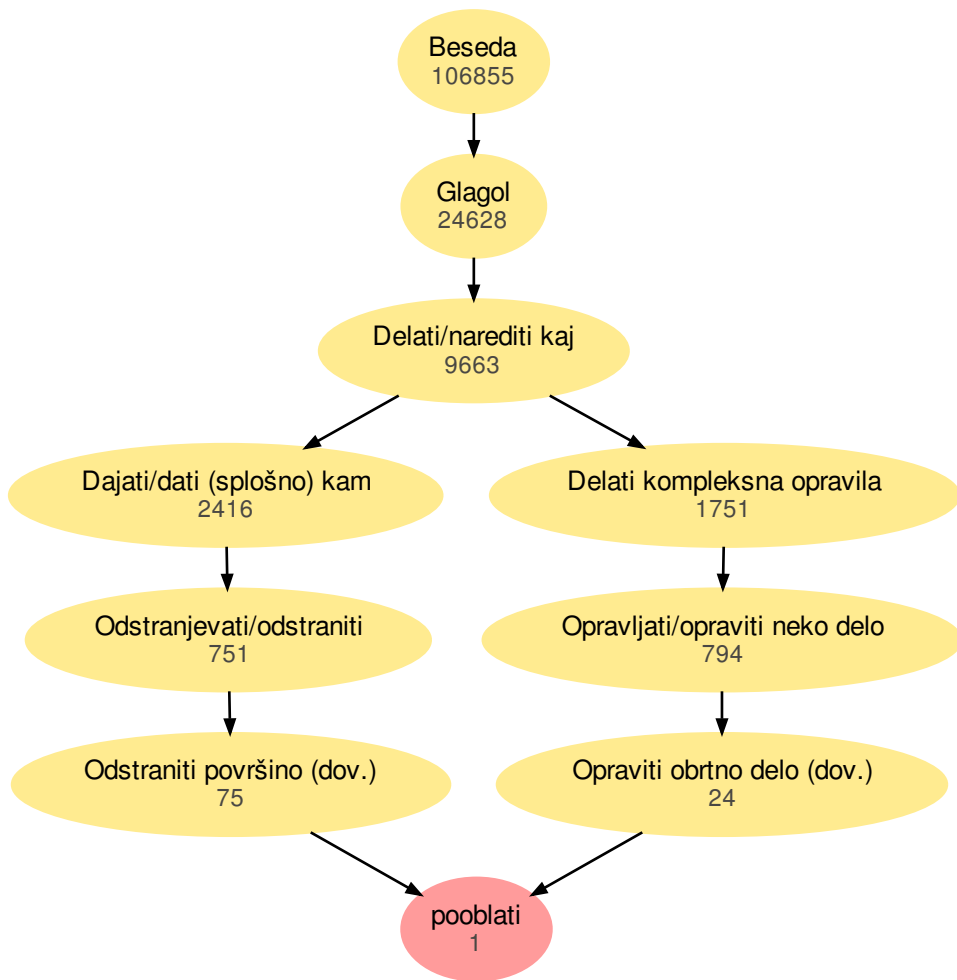 Beseda
106855
Glagol
24628
Delati/narediti kaj
9663
Dajati/dati (splošno) kam
2416
Delati kompleksna opravila
1751
Odstranjevati/odstraniti
751
Opravljati/opraviti neko delo
794
Odstraniti površino (dov.)
75
Opraviti obrtno delo (dov.)
24
pooblati
1